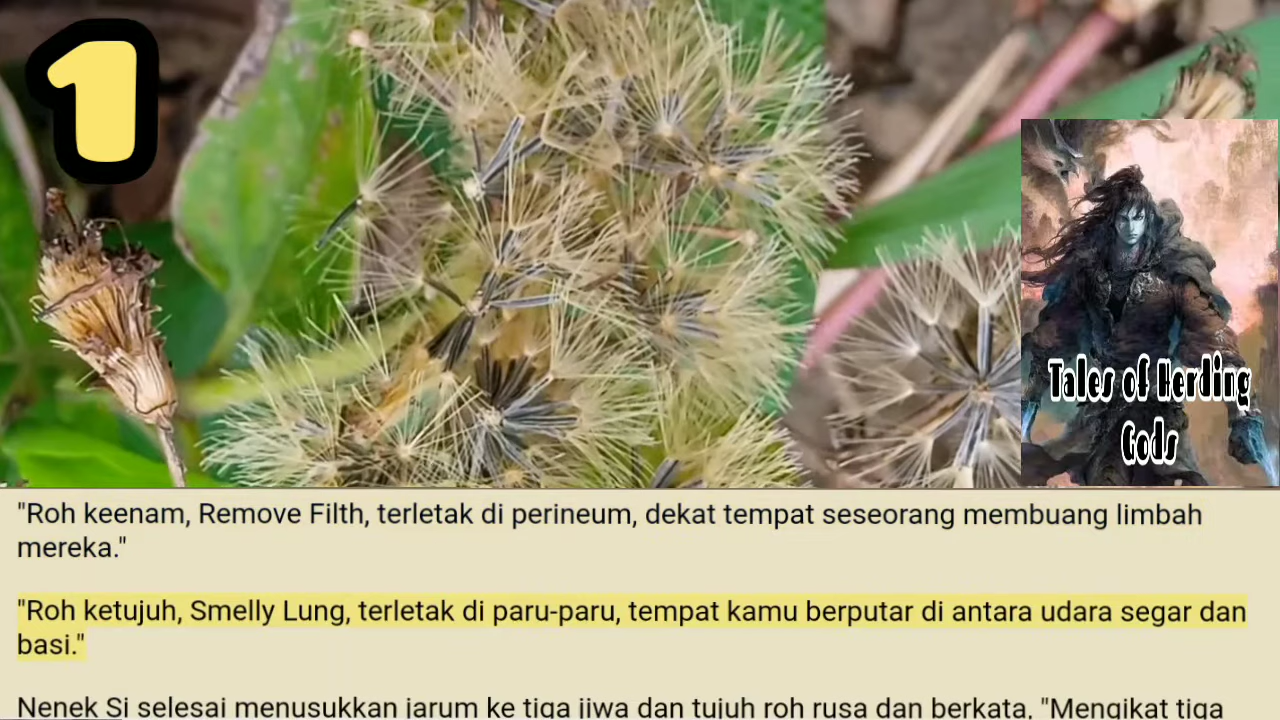 1
Tales of Herding
Gods
"Roh keenam, Remove Filth, terletak di perineum, dekat tempat seseorang membuang limbah
mereka."
"Roh ketujuh, Smelly Lung, terletak di paru-paru, tempat kamu berputar di antara udara segar dan
basi."
Nenek Si selesai menusukkan jarum ke tiga jiwa dan tujuh roh rusa dan berkata, "Mengikat tiga